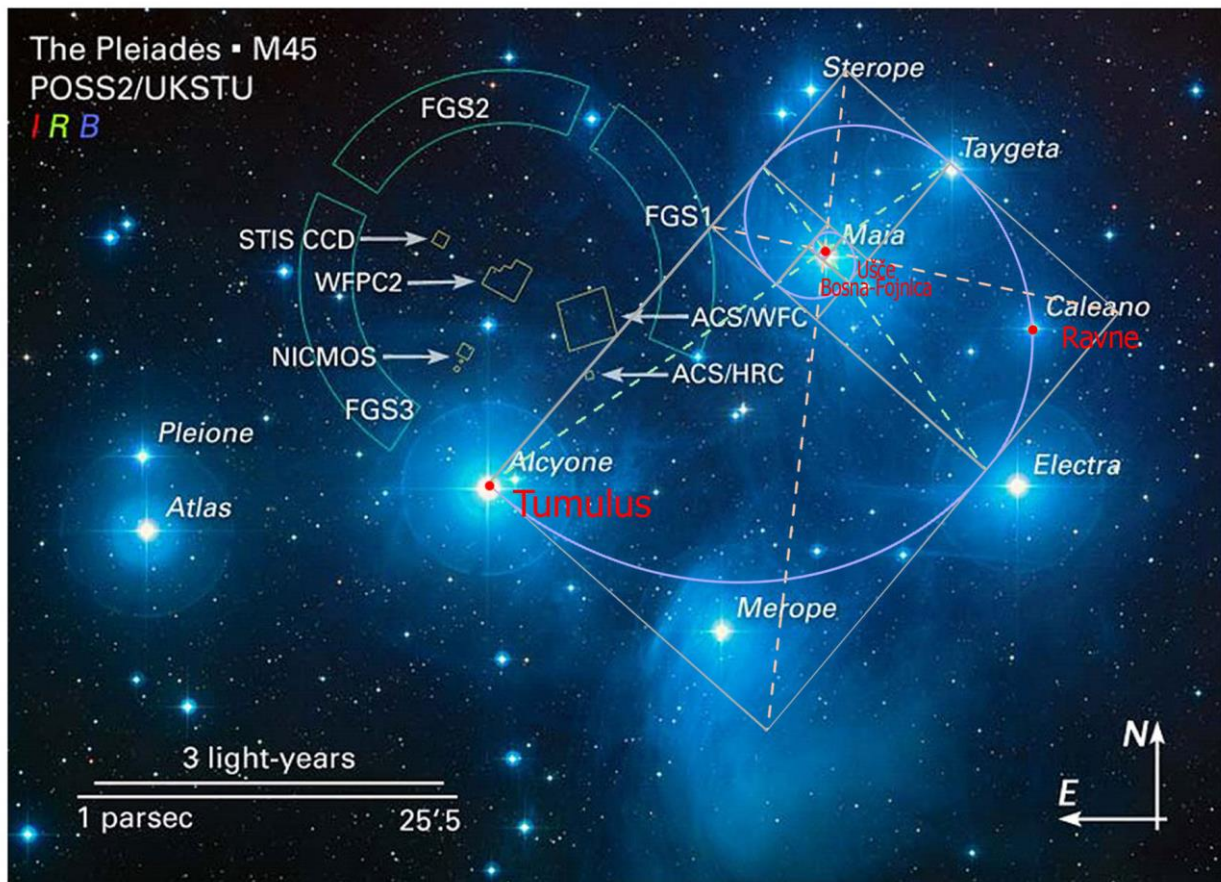 The Pleiades ▪ M45
POSS2/UKSTU
I R B
Sterope
FGS2
Taygeta
FGS1
STIS CCD
Maia
WFPC2
Ušče
Bosna-Fojnica
ACS/WFC
Caleano
Ravne
NICMOS
ACS/HRC
FGS3
Pleione
Alcyone
Electra
Atlas
Tumulus
Merope
3 light-years
1 parsec
25'.5
N
E